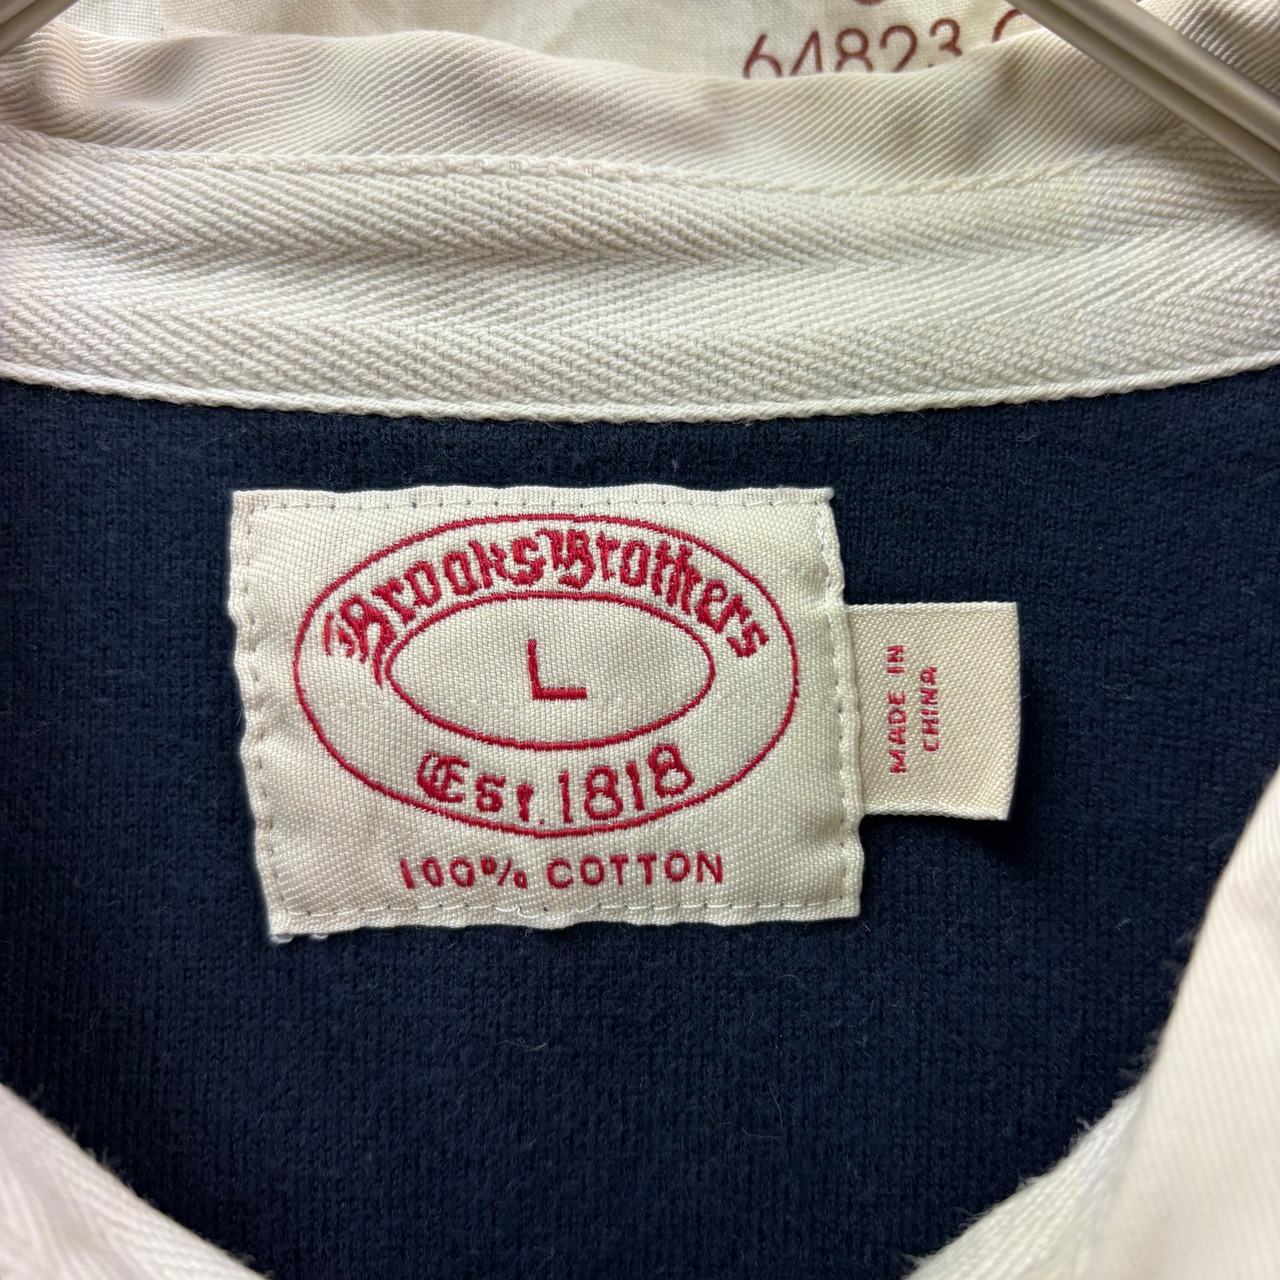 64823
Brooks Brothers
L
Est. 1818
100% COTTON
MADE IN
CHINA